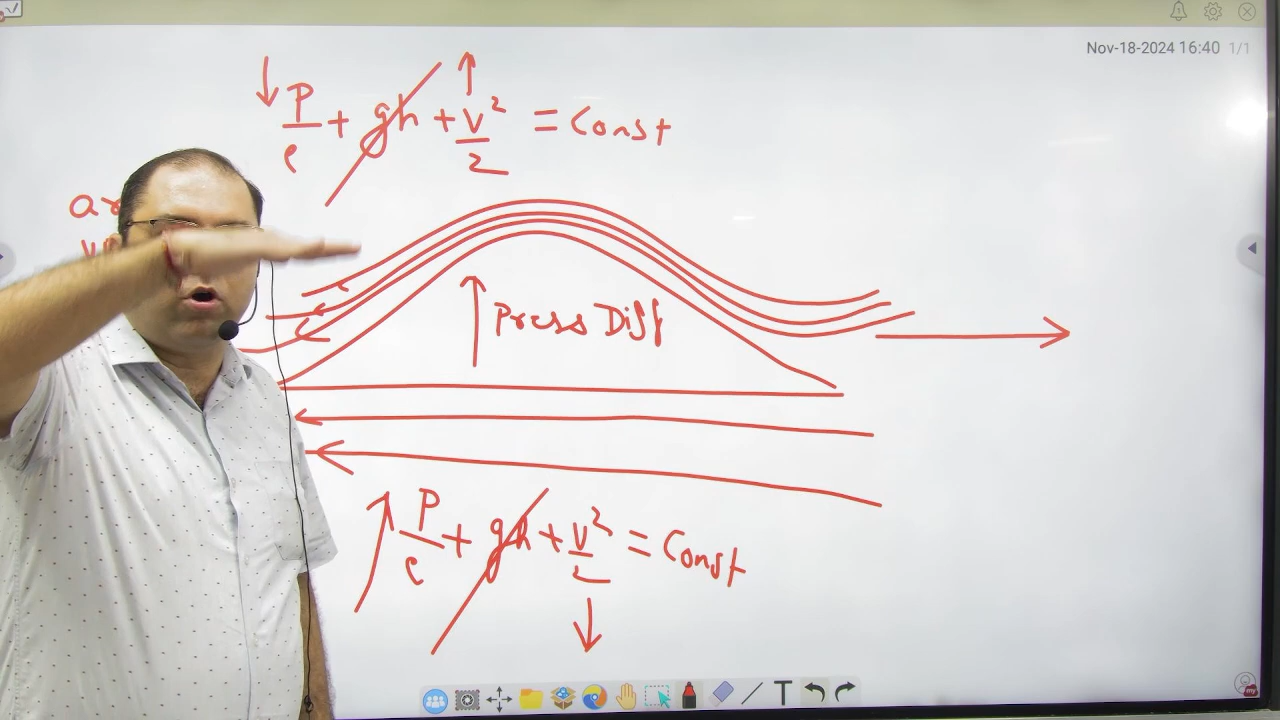 Nov-18-2024 16:40 1/1
P/ρ + gh + v²/2 = Const
Press Diff
P/ρ + gh + v²/2 = Const
T